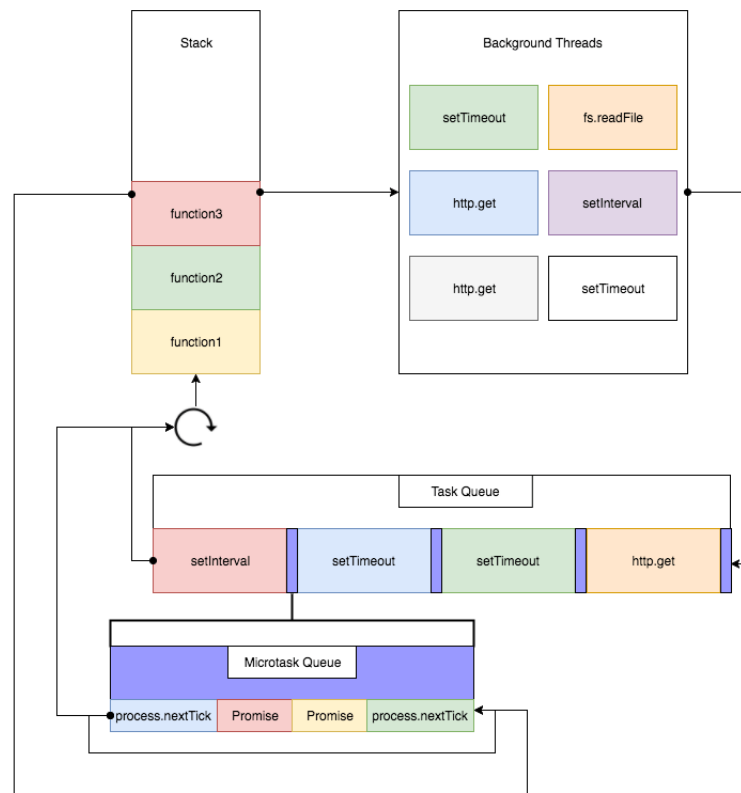 Stack
Background Threads
setTimeout
fs.readFile
http.get
setInterval
http.get
setTimeout
function3
function2
function1
Task Queue
setInterval
setTimeout
setTimeout
http.get
Microtask Queue
process.nextTick
Promise
Promise
process.nextTick